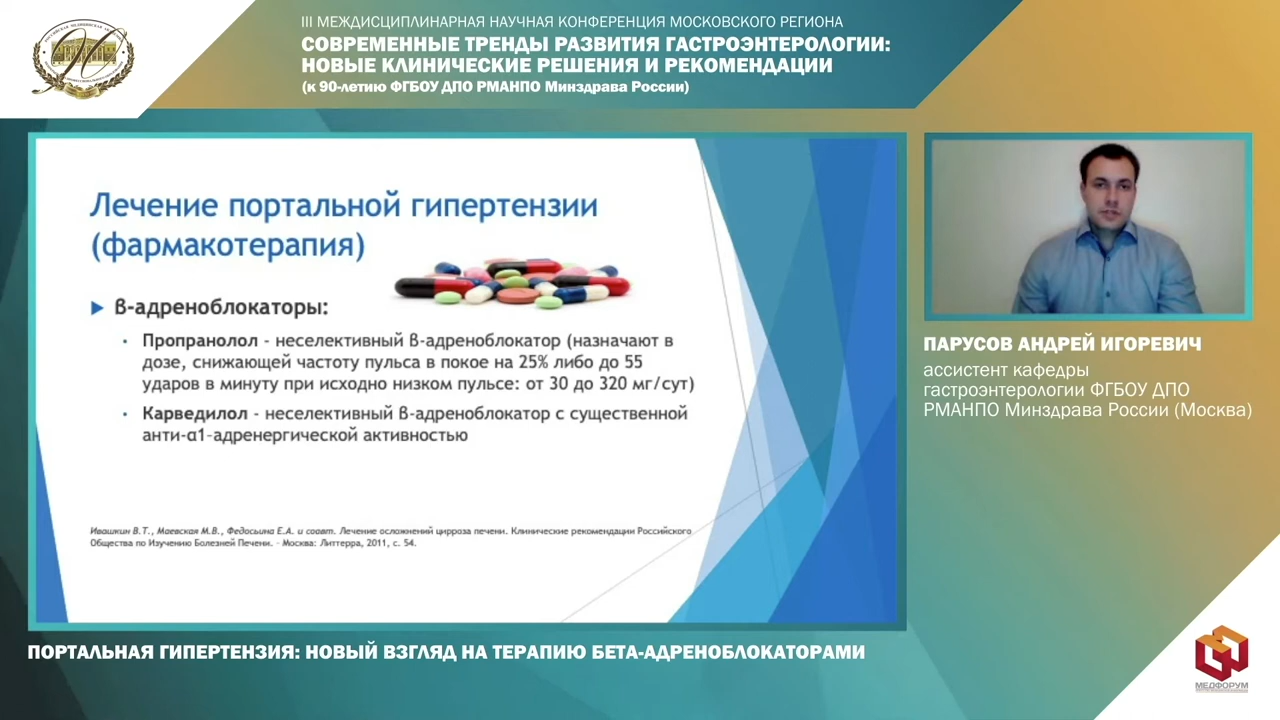 III МЕЖДИСЦИПЛИНАРНАЯ НАУЧНАЯ КОНФЕРЕНЦИЯ МОСКОВСКОГО РЕГИОНА
СОВРЕМЕННЫЕ ТРЕНДЫ РАЗВИТИЯ ГАСТРОЭНТЕРОЛОГИИ:
НОВЫЕ КЛИНИЧЕСКИЕ РЕШЕНИЯ И РЕКОМЕНДАЦИИ
(к 90-летию ФГБОУ ДПО РМАНПО Минздрава России)
Лечение портальной гипертензии
(фармакотерапия)
β-адреноблокаторы:
Пропранолол - неселективный β-адреноблокатор (назначают в
дозе, снижающей частоту пульса в покое на 25% либо до 55
ударов в минуту при исходно низком пульсе: от 30 до 320 мг/сут)
Карведилол - неселективный β-адреноблокатор с существенной
анти-α1-адренергической активностью
Ивашкин В.Т., Маевская М.В., Федосьина Е.А. и соавт. Лечение осложнений цирроза печени. Клинические рекомендации Российского
Общества по Изучению Болезней Печени. - Москва: Литтерра, 2011, с. 54.
ПАРУСОВ АНДРЕЙ ИГОРЕВИЧ
ассистент кафедры
гастроэнтерологии ФГБОУ ДПО
РМАНПО Минздрава России (Москва)
ПОРТАЛЬНАЯ ГИПЕРТЕНЗИЯ: НОВЫЙ ВЗГЛЯД НА ТЕРАПИЮ БЕТА-АДРЕНОБЛОКАТОРАМИ
МЕДФОРУМ